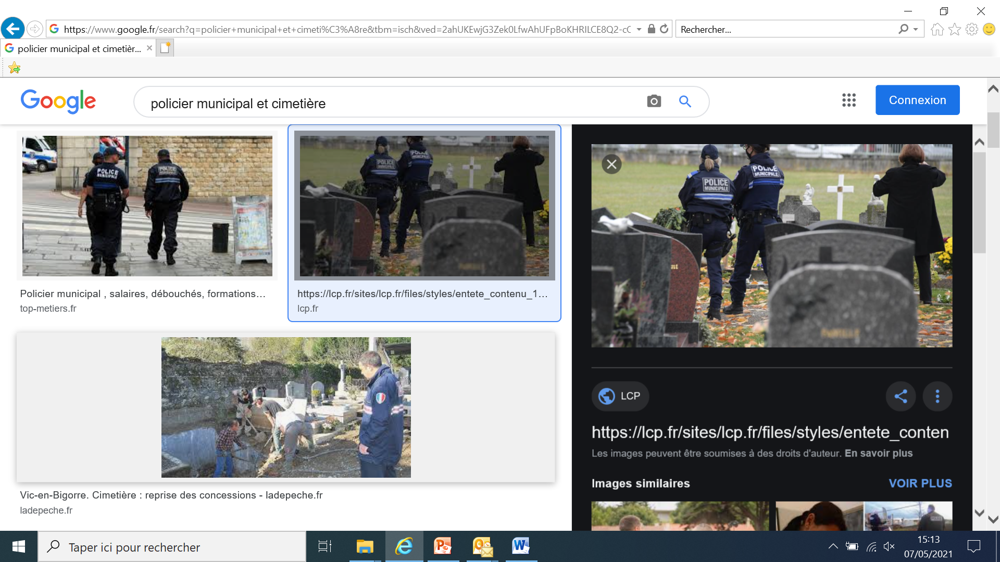 https://www.google.fr/search?q=policier+municipal+et+cimeti%C3%A8re&tbm=isch&ved=2ahUKEwjG3Zek0LfwAhUFpBoKHRILCE8Q2-cC
Rechercher...
policier municipal et cimetièr...
Google
policier municipal et cimetière
Connexion
POLICE
MUNICIPALE
POLICE
MUNICIPALE
POLICE
MUNICIPALE
POLICE
POLICE
MUNICIPALE
POLICE
MUNICIPALE
Policier municipal , salaires, débouchés, formations...
top-metiers.fr
https://lcp.fr/sites/lcp.fr/files/styles/entete_contenu_1...
lcp.fr
LCP
https://lcp.fr/sites/lcp.fr/files/styles/entete_conten
Les images peuvent être soumises à des droits d'auteur. En savoir plus
Images similaires
VOIR PLUS
Vic-en-Bigorre. Cimetière : reprise des concessions - ladepeche.fr
ladepeche.fr
Taper ici pour rechercher
15:13
07/05/2021